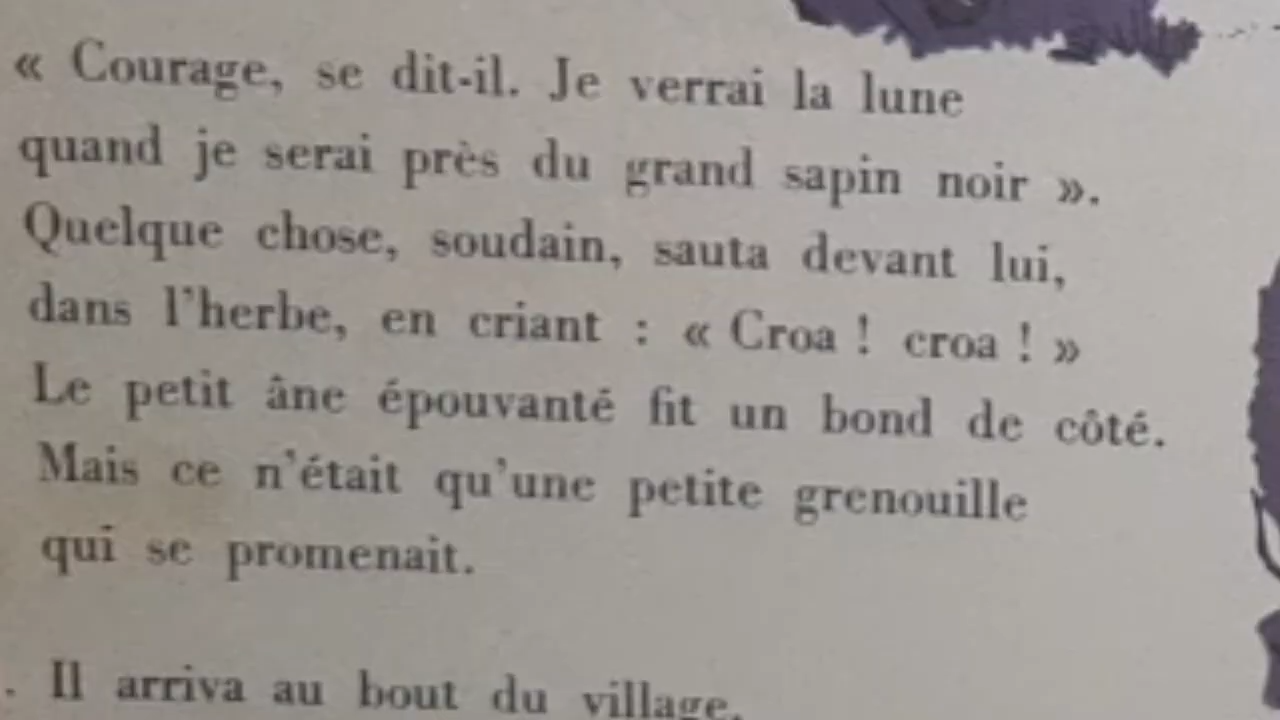 « Courage, se dit-il. Je verrai la lune
quand je serai près du grand sapin noir ».
Quelque chose, soudain, sauta devant lui,
dans l'herbe, en criant : « Croa ! croa ! »
Le petit âne épouvanté fit un bond de côté.
Mais ce n'était qu'une petite grenouille
qui se promenait.
. Il arriva au bout du village.